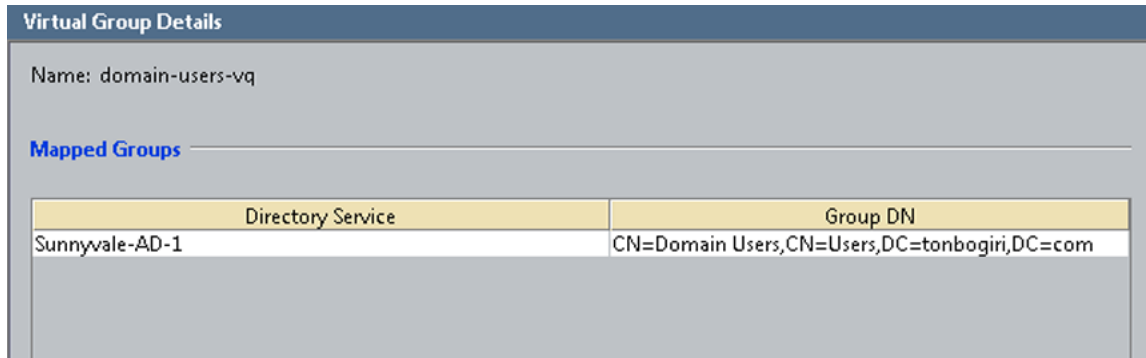 Virtual Group Details
Name: domain-users-vq
Mapped Groups
Directory Service Group DN
Sunnyvale-AD-1 CN=Domain Users,CN=Users,DC=tonbogiri,DC=com